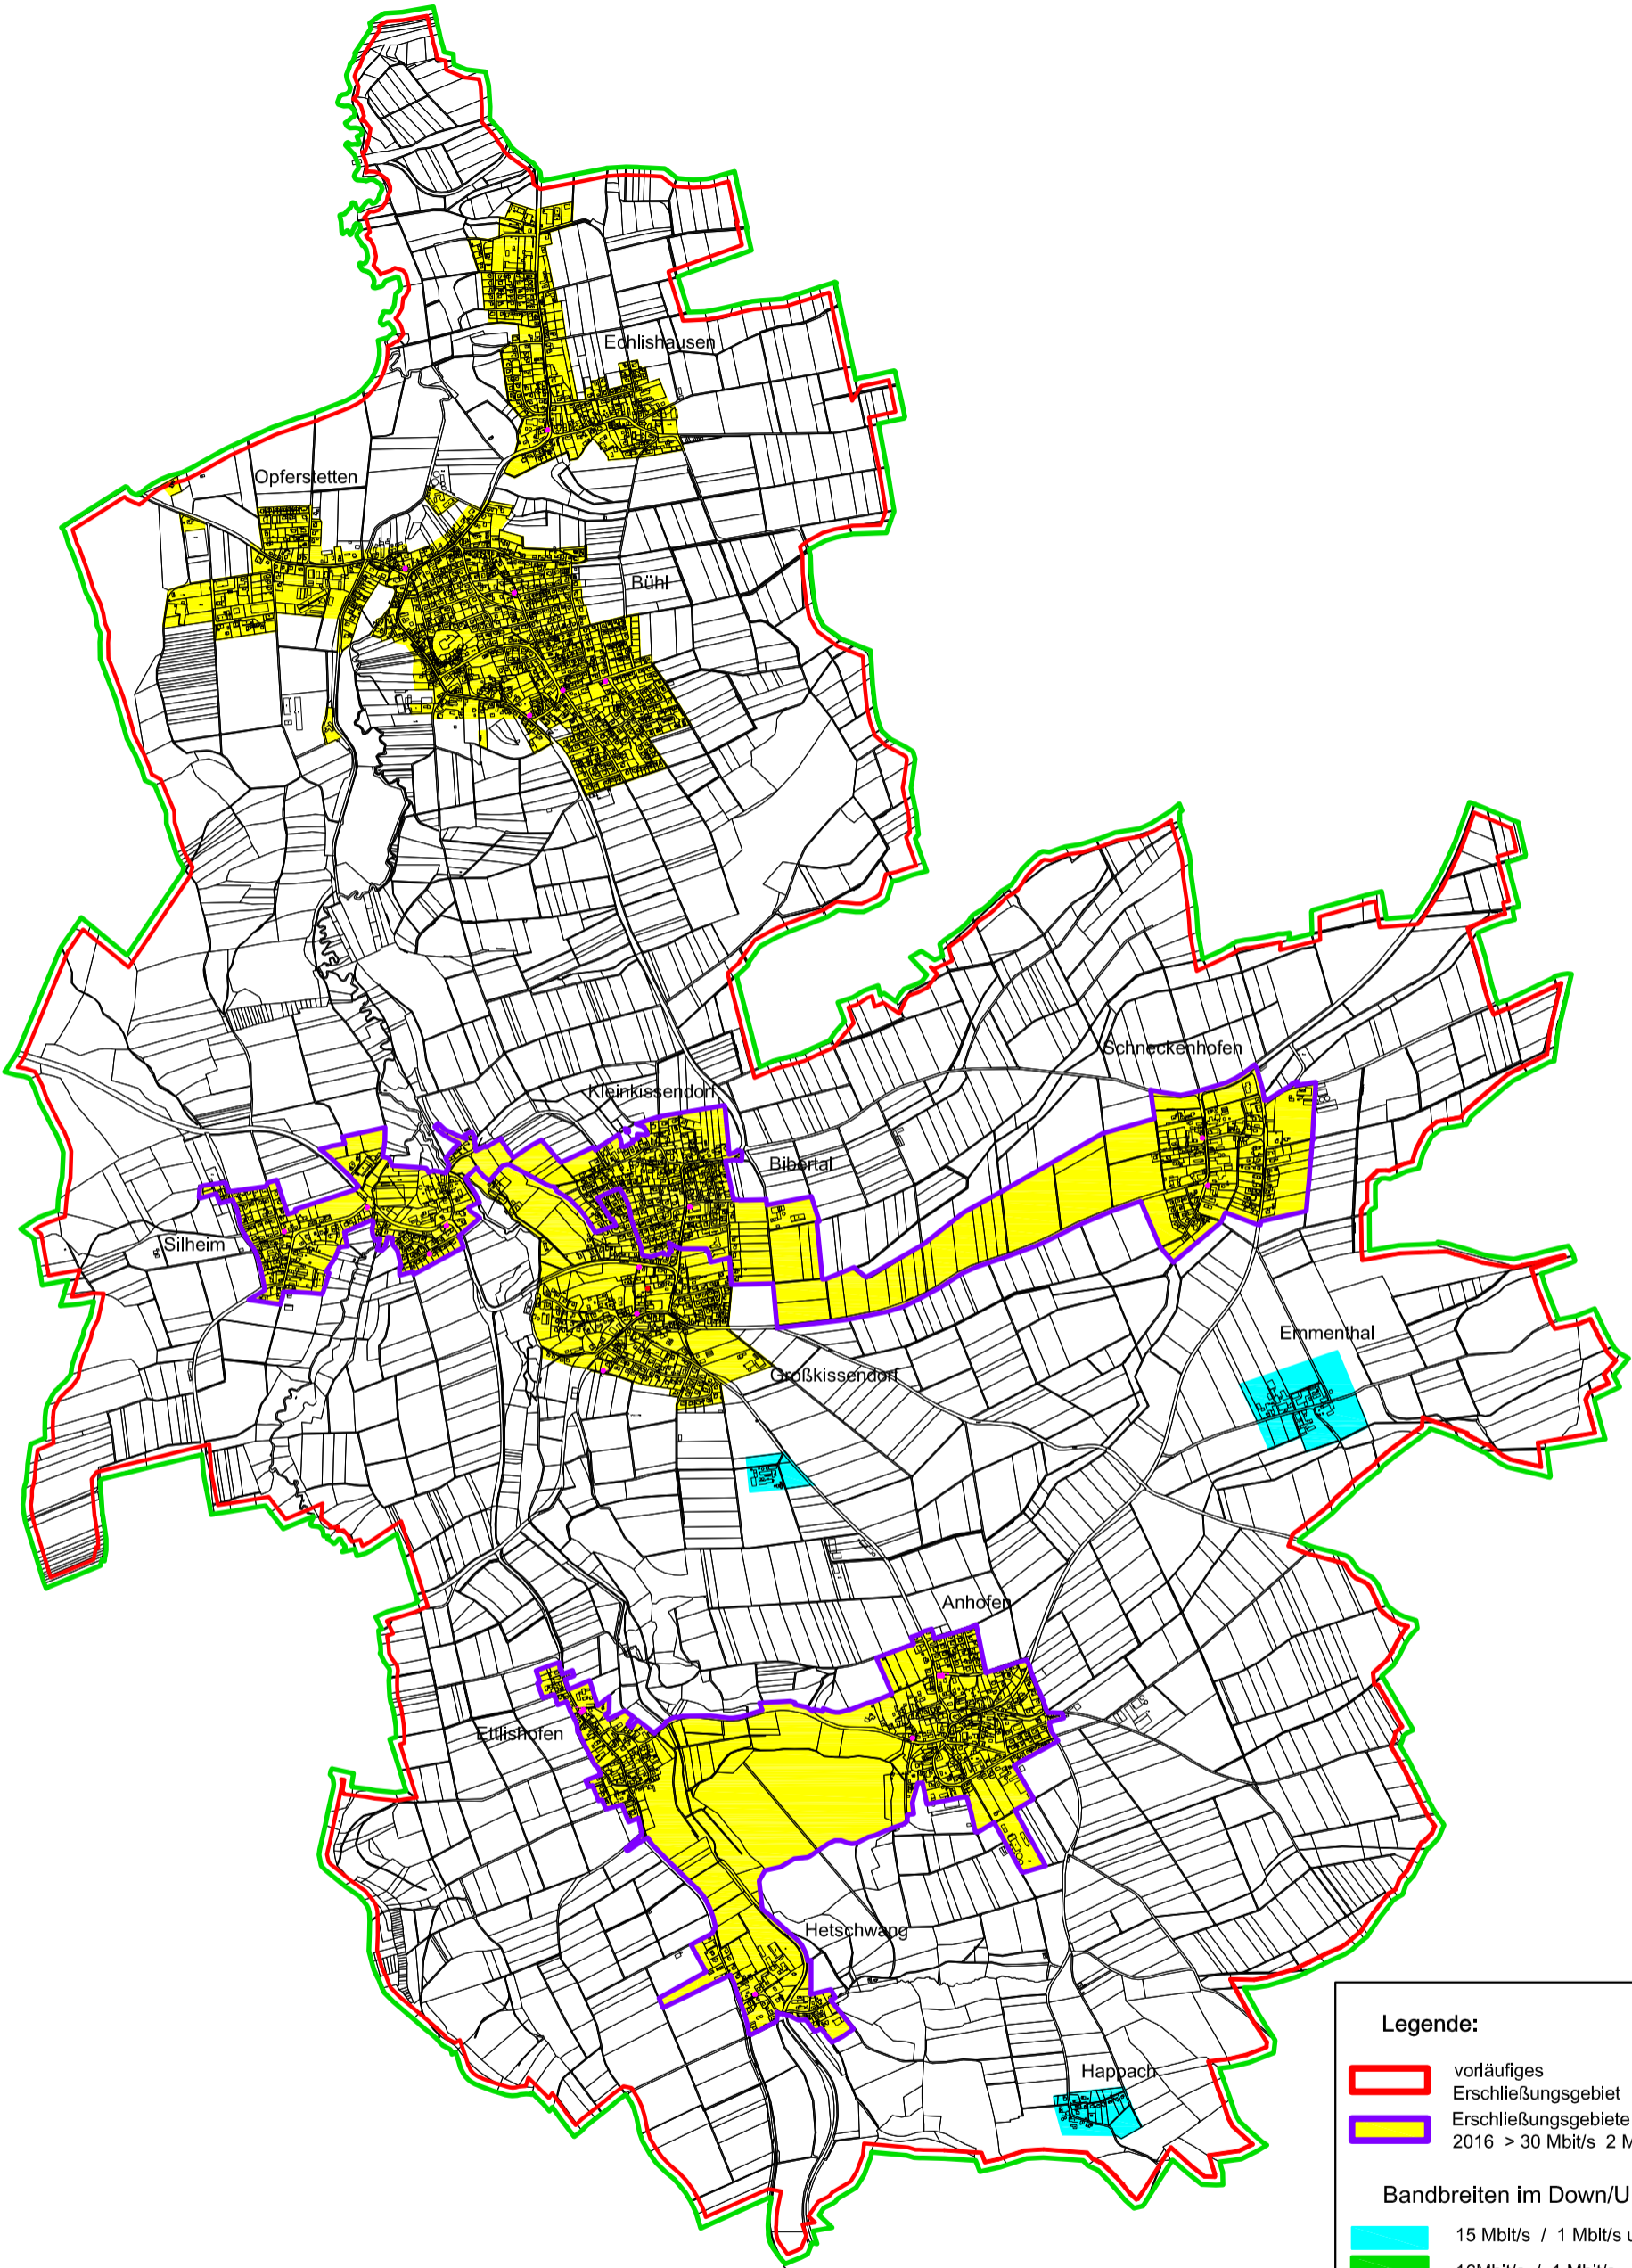 Echlishausen
Opferstetten
Bühl
Schneckenhofen
Kleinkissendorf
Bibertal
Silheim
Emmenthal
Großkissendorf
Anhofen
Ettlishofen
Hetschwang
Happach
Legende:
vorläufiges
Erschließungsgebiet
Erschließungsgebiete
2016 > 30 Mbit/s 2 M
Bandbreiten im Down/U
15 Mbit/s / 1 Mbit/s u